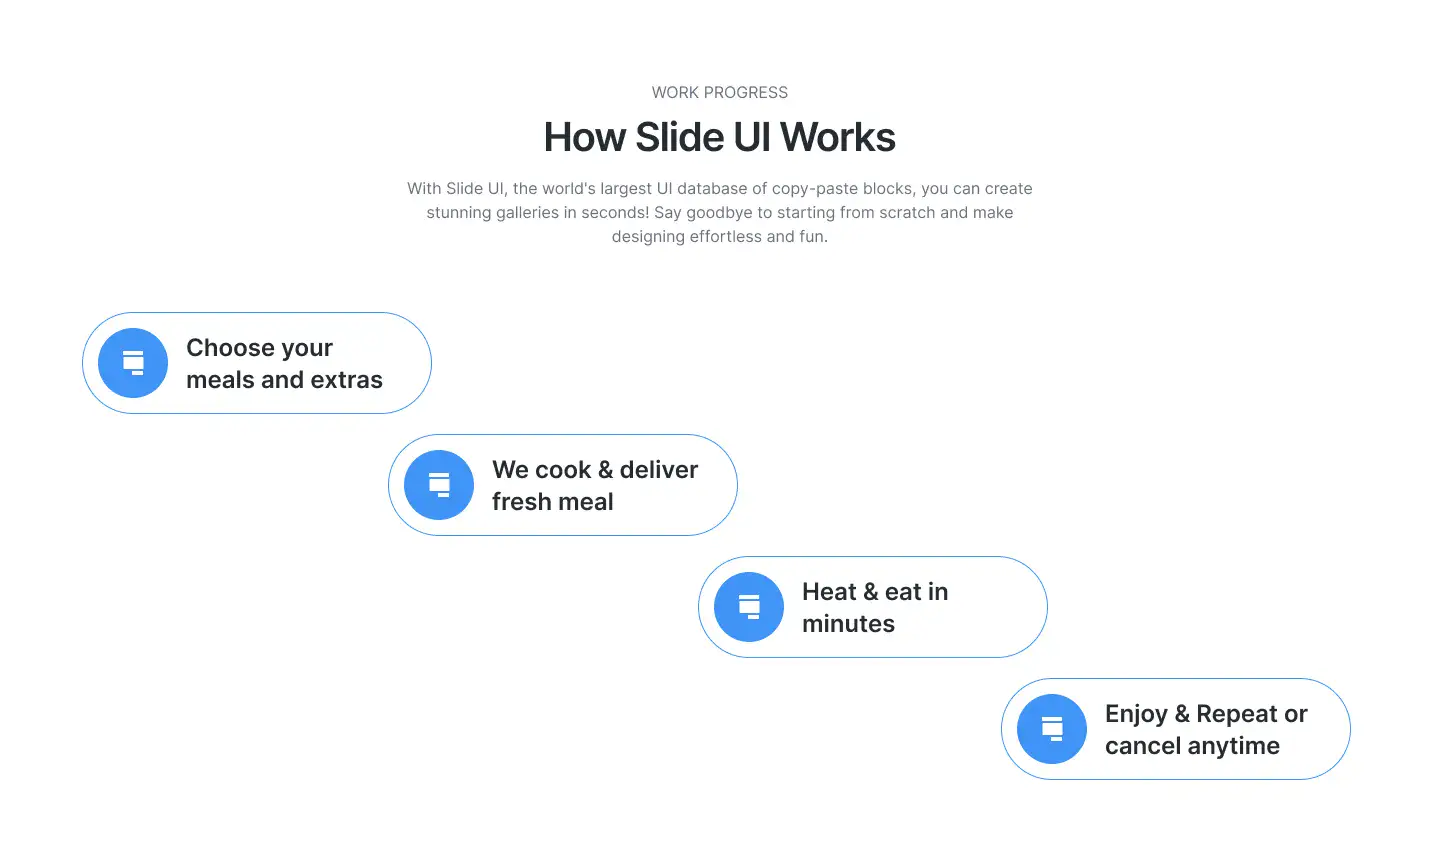 WORK PROGRESS
How Slide UI Works
With Slide UI, the world's largest UI database of copy-paste blocks, you can create
stunning galleries in seconds! Say goodbye to starting from scratch and make
designing effortless and fun.
Choose your
meals and extras
We cook & deliver
fresh meal
Heat & eat in
minutes
Enjoy & Repeat or
cancel anytime